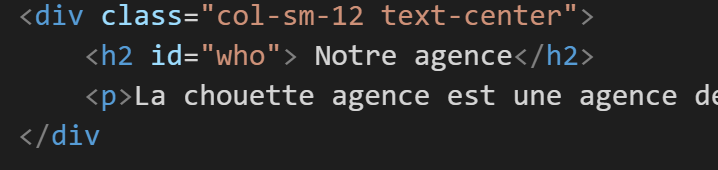 <div class="col-sm-12 text-center">
<h2 id="who"> Notre agence</h2>
<p>La chouette agence est une agence de
</div